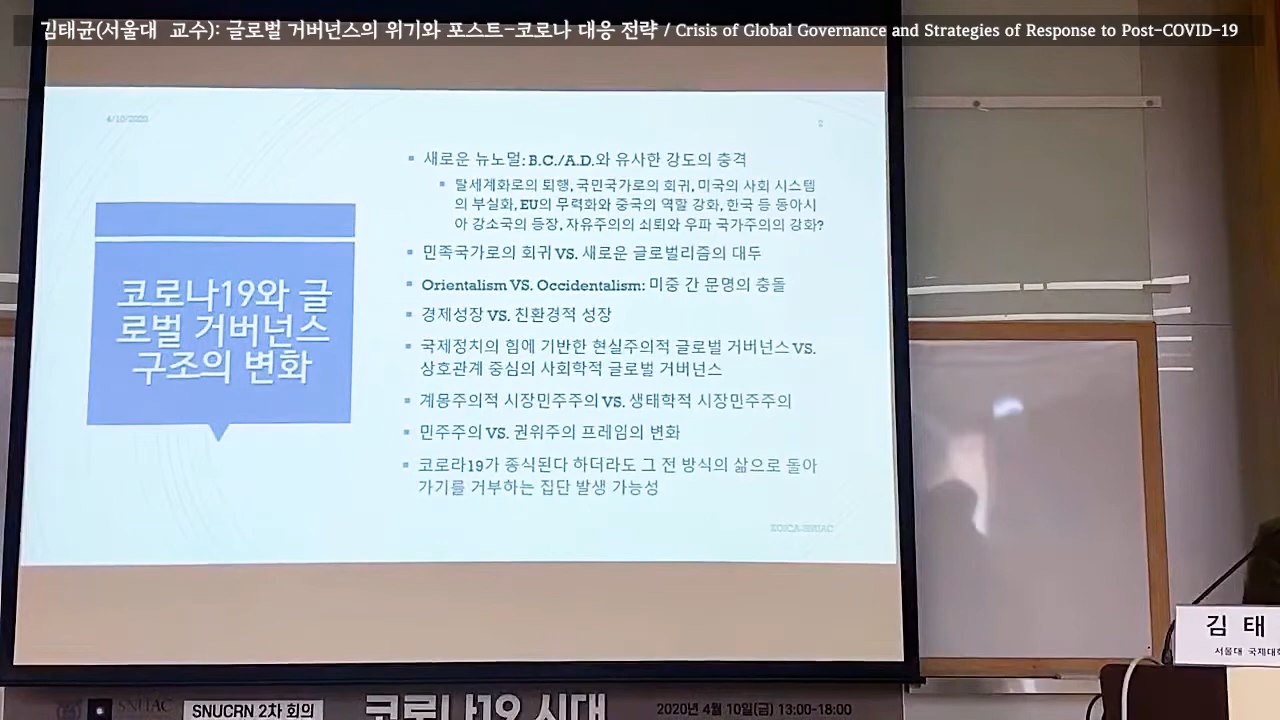 김태균(서울대 교수): 글로벌 거버넌스의 위기와 포스트-코로나 대응 전략 / Crisis of Global Governance and Strategies of Response to Post-COVID-19
4/10/2020
2
코로나19와 글
로벌 거버넌스
구조의 변화
새로운 뉴노멀: B.C./A.D.와 유사한 강도의 충격
탈세계화로의 퇴행, 국민국가로의 회귀, 미국의 사회 시스템
의 부실화, EU의 무력화와 중국의 역할 강화, 한국 등 동아시
아 강소국의 등장, 자유주의의 쇠퇴와 우파 국가주의의 강화?
민족국가로의 회귀 VS. 새로운 글로벌리즘의 대두
Orientalism VS. Occidentalism: 미중 간 문명의 충돌
경제성장 VS. 친환경적 성장
국제정치의 힘에 기반한 현실주의적 글로벌 거버넌스 VS.
상호관계 중심의 사회학적 글로벌 거버넌스
계몽주의적 시장민주주의 VS. 생태학적 시장민주주의
민주주의 VS. 권위주의 프레임의 변화
코로라19가 종식된다 하더라도 그 전 방식의 삶으로 돌아
가기를 거부하는 집단 발생 가능성
김 태
서울대 국제대학
SNUAC
SNUCRN 2차 회의
코로나19 시대
2020년 4월 10일(금) 13:00-18:00